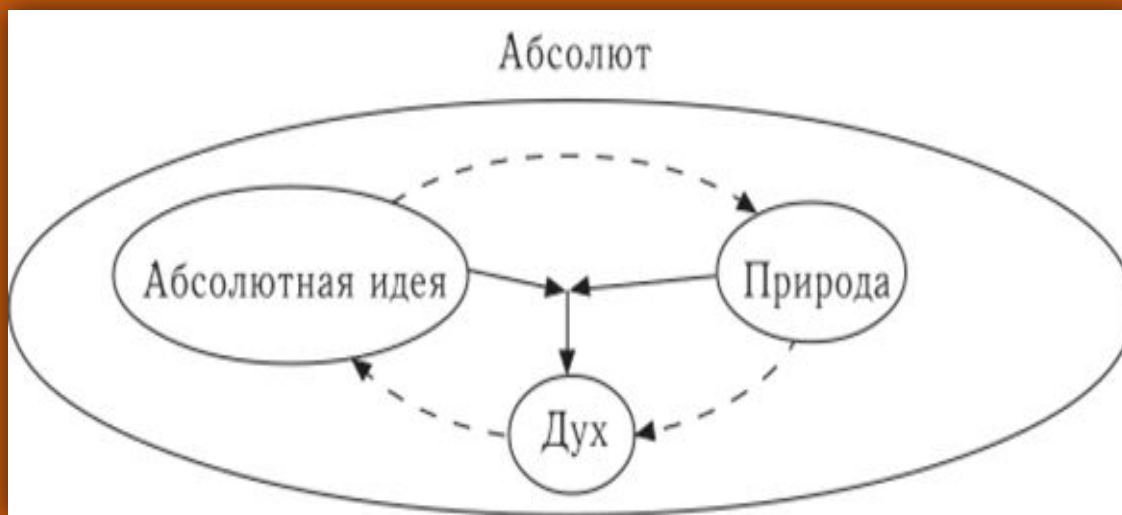 Абсолют
Абсолютная идея
Природа
Дух